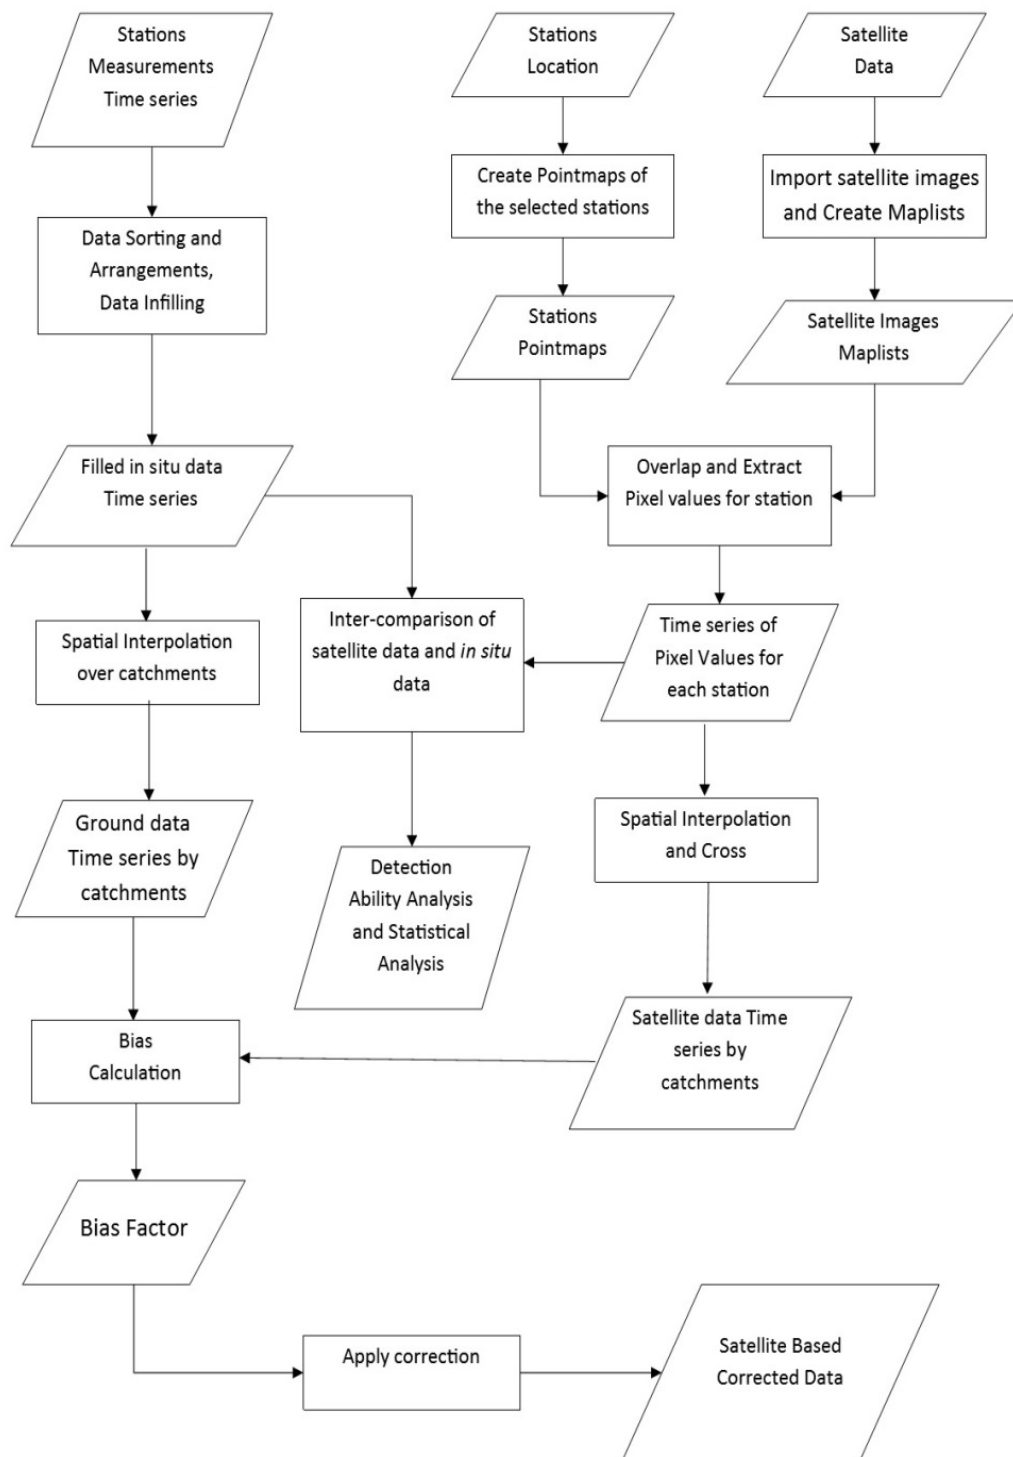 Stations
Measurements
Time series
Stations
Location
Satellite
Data
Create Pointmaps of
the selected stations
Import satellite images
and Create Maplists
Data Sorting and
Arrangements,
Data Infilling
Stations
Pointmaps
Satellite Images
Maplists
Filled in situ data
Time series
Overlap and Extract
Pixel values for station
Inter-comparison of
satellite data and in situ
data
Time series of
Pixel Values for
each station
Spatial Interpolation
over catchments
Spatial Interpolation
and Cross
Ground data
Time series by
catchments
Detection
Ability Analysis
and Statistical
Analysis
Satellite data Time
series by
catchments
Bias
Calculation
Bias Factor
Apply correction
Satellite Based
Corrected Data